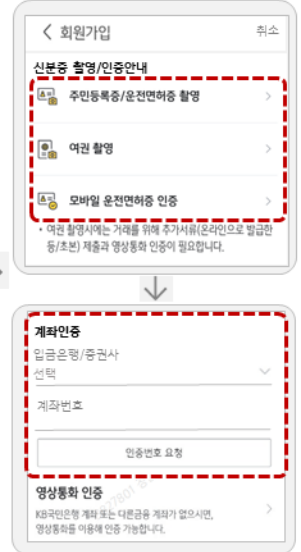 회원가입 취소
신분증 촬영/인증안내
주민등록증/운전면허증 촬영
여권 촬영
모바일 운전면허증 인증
• 여권 촬영시에는 거래를 위해 추가서류(온라인으로 발급한
등/초본) 제출과 영상통화 인증이 필요합니다.
계좌인증
입금은행/증권사
선택
계좌번호
인증번호 요청
영상통화 인증
KB국민은행 계좌 또는 다른금융 계좌가 없으시면,
영상통화를 이용해 인증 가능합니다.